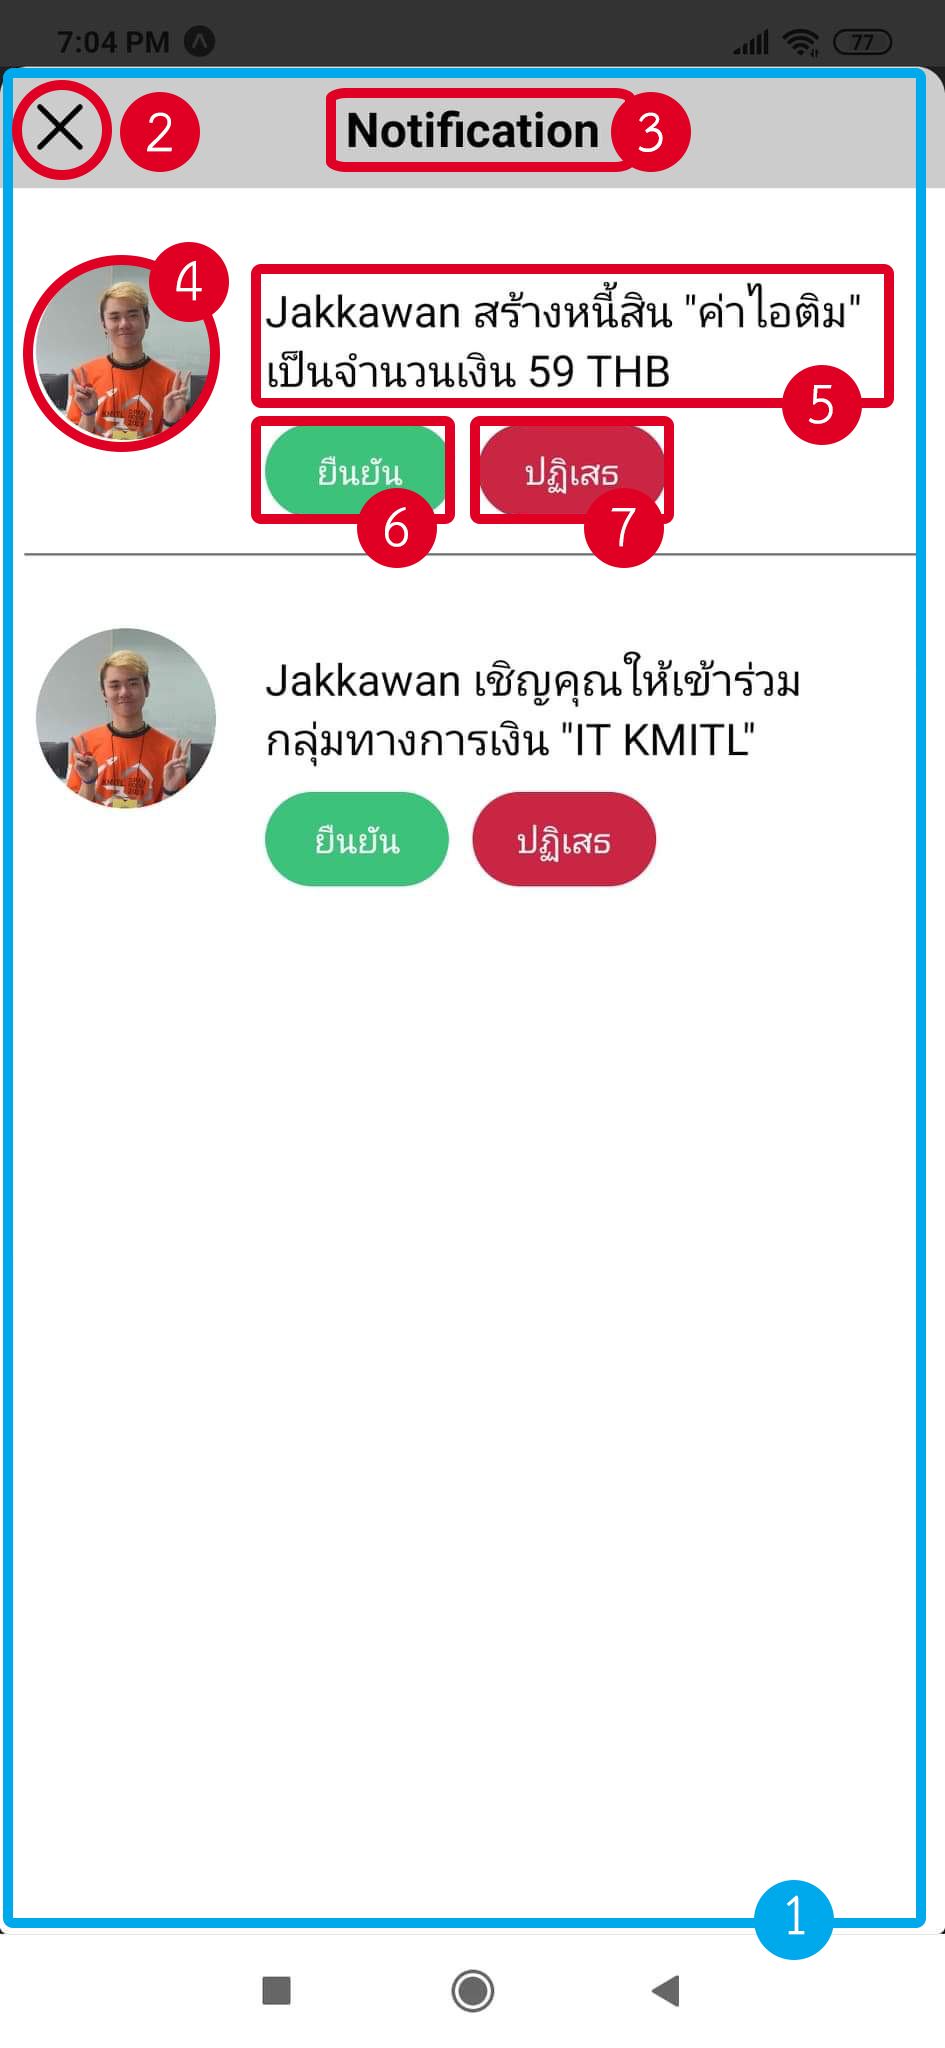 7:04 PM
77
2
Notification 3
4
Jakkawan สร้างหนี้สิน "ค่าไอติม"
เป็นจำนวนเงิน 59 THB
5
ยืนยัน ปฏิเสธ
6 7
Jakkawan เชิญคุณให้เข้าร่วม
กลุ่มทางการเงิน "IT KMITL"
ยืนยัน ปฏิเสธ
1